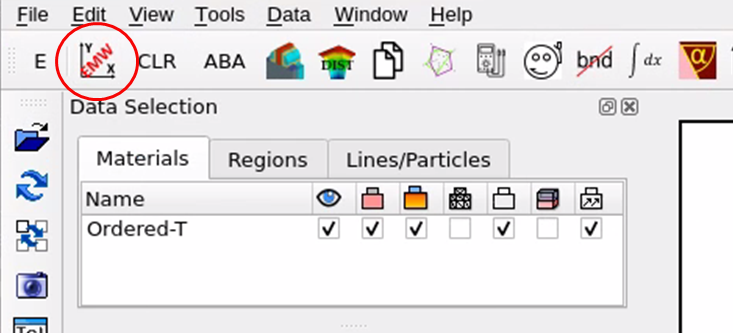 File Edit View Tools Data Window Help
E Y EMW X CLR ABA DIST bnd ∫ dx α
Data Selection
Materials Regions Lines/Particles
Name
Ordered-T